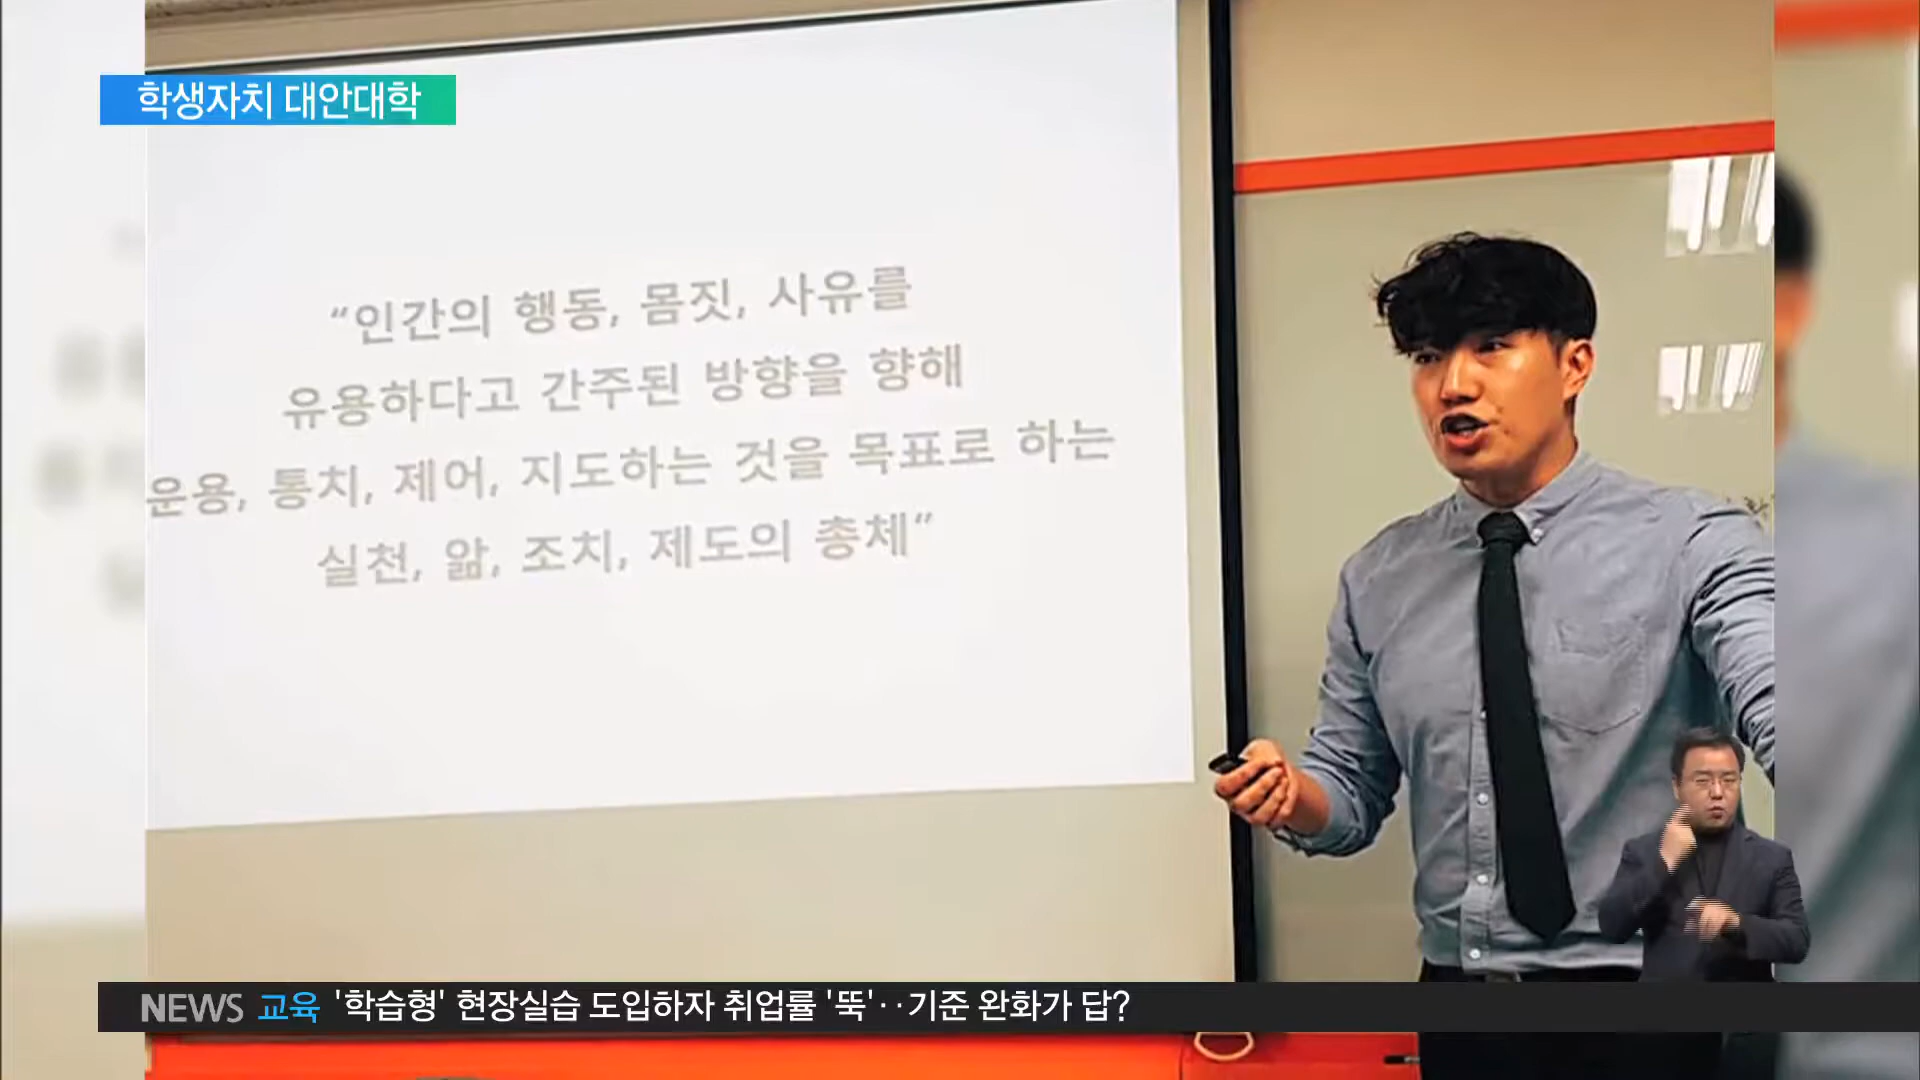 학생자치 대안대학
“인간의 행동, 몸짓, 사유를
유용하다고 간주된 방향을 향해
운용, 통치, 제어, 지도하는 것을 목표로 하는
실천, 앎, 조치, 제도의 총체”
NEWS 교육 '학습형' 현장실습 도입하자 취업률 '뚝'‥기준 완화가 답?